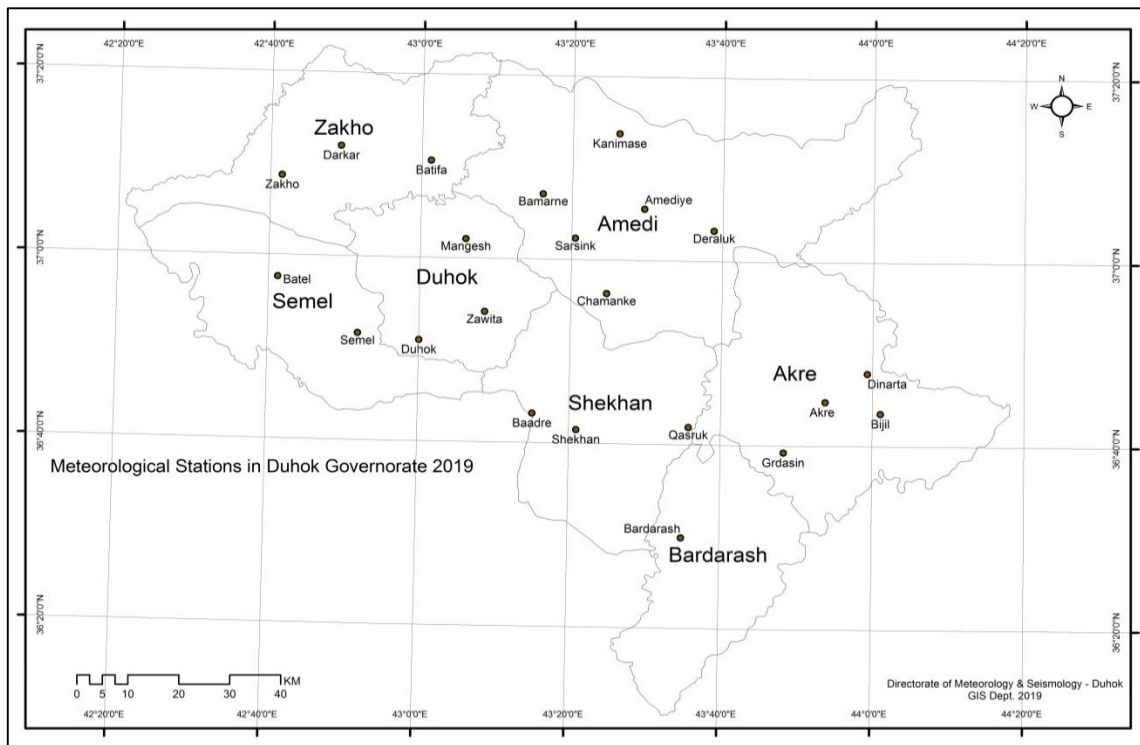 42°20'0"E 42°40'0"E 43°0'0"E 43°20'0"E 43°40'0"E 44°0'0"E 44°20'0"E
37°20'0"N
37°20'0"N
N
W E
S
Zakho
Darkar
Kanimase
Batifa
Zakho
Bamarne
Amediye
Amedi
Deraluk
Mangesh
Sarsink
37°0'0"N
37°0'0"N
Duhok
Batel
Semel
Chamanke
Zawita
Semel
Duhok
Akre
Dinarta
Shekhan
Akre
Baadre
Bijil
Shekhan
Qasruk
36°40'0"N
36°40'0"N
Grdasin
Meteorological Stations in Duhok Governorate 2019
Bardarash
Bardarash
36°20'0"N
36°20'0"N
KM
0 5 10 20 30 40
Directorate of Meteorology & Seismology - Duhok
GIS Dept. 2019
42°20'0"E 42°40'0"E 43°0'0"E 43°20'0"E 43°40'0"E 44°0'0"E 44°20'0"E